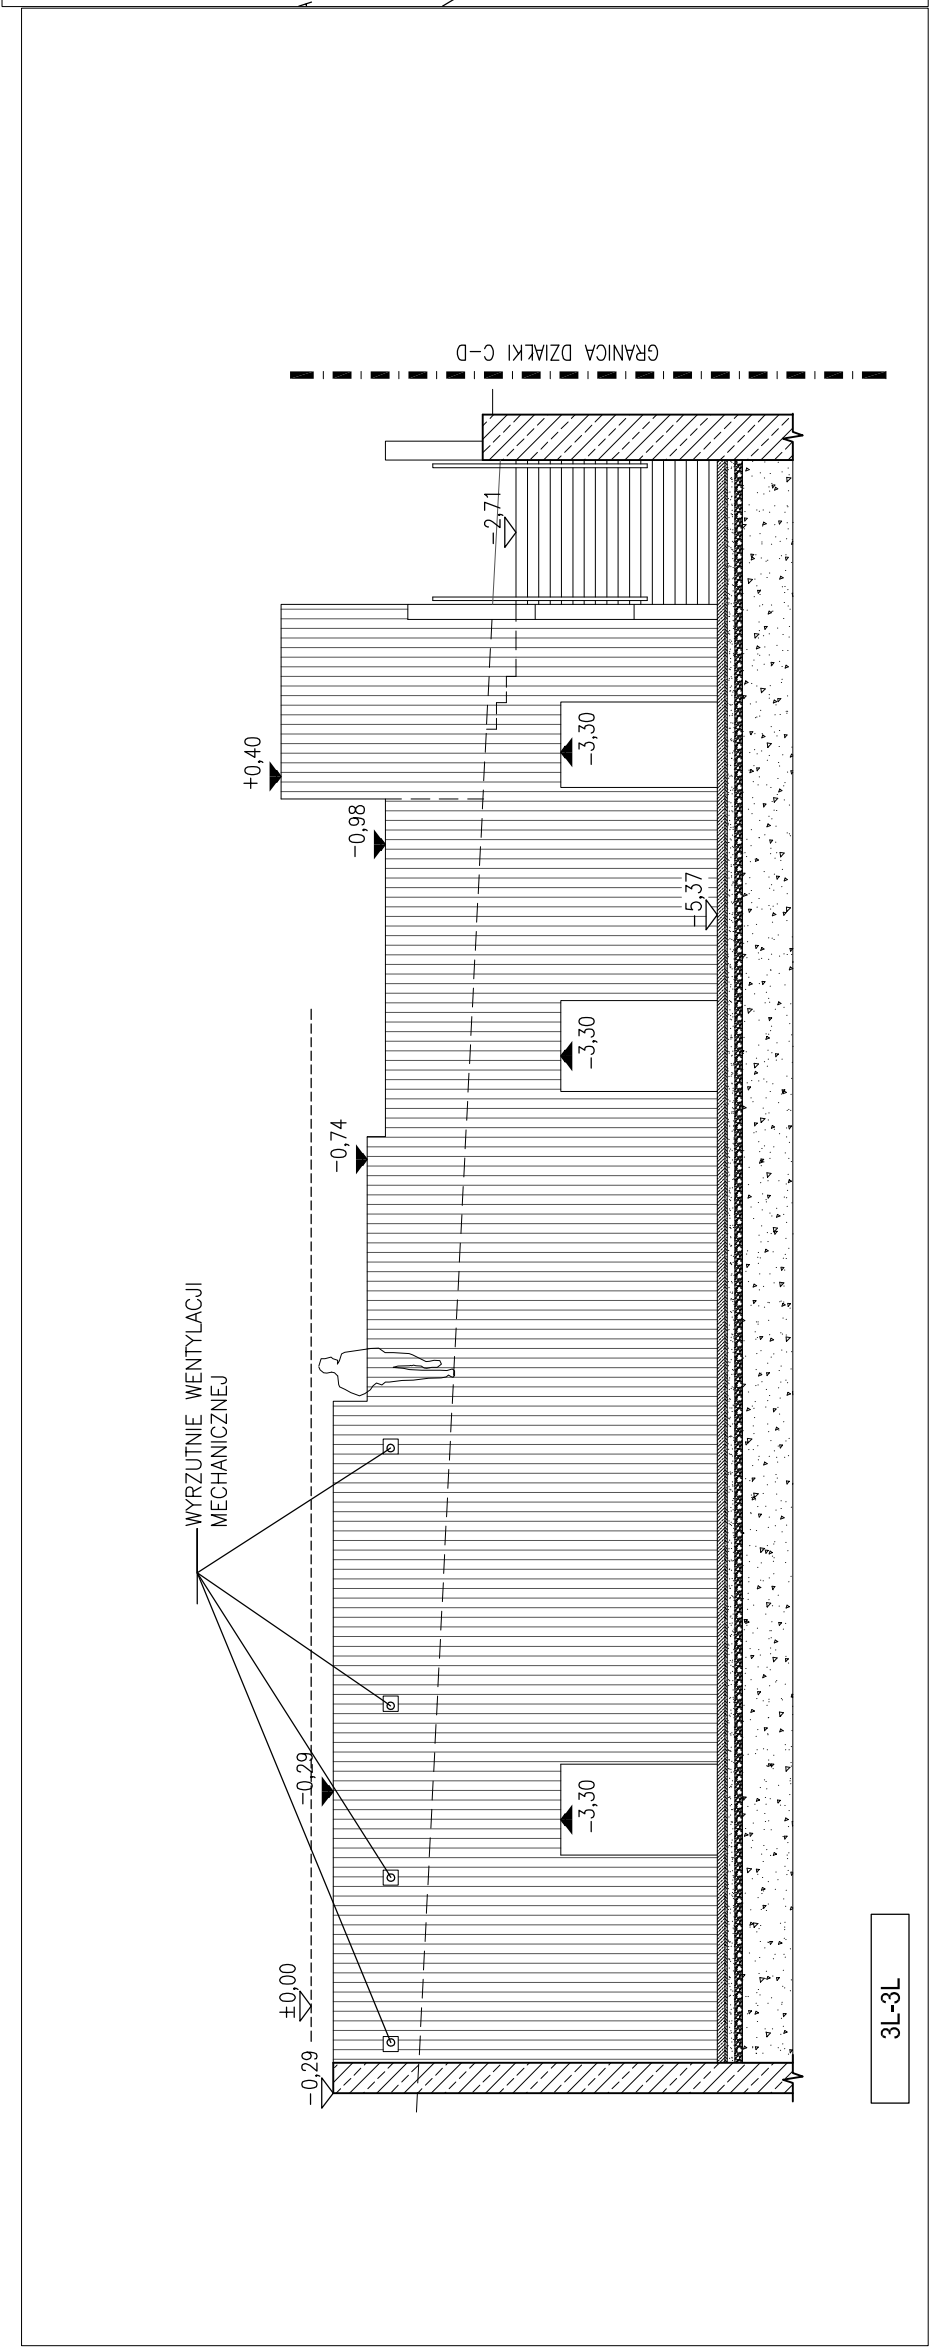 WYRZUTNIE WENTYLACJI
MECHANICZNEJ
-0,29
±0,00
-0,29
-0,74
-0,98
+0,40
-2,71
-3,30
-3,30
-3,30
-5,37
GRANICA DZIAŁKI C-D
3L-3L